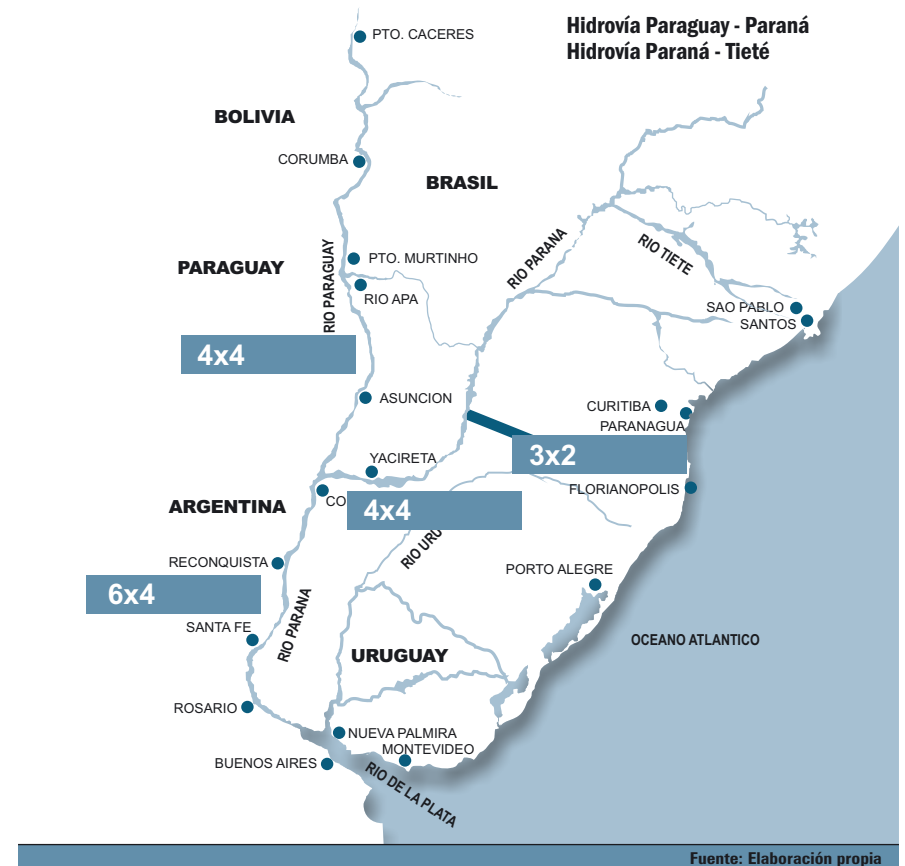 Hidrovía Paraguay - Paraná
Hidrovía Paraná - Tieté
PTO. CACERES
BOLIVIA
CORUMBA
BRASIL
RIO PARANA
RIO TIETE
PARAGUAY
RIO PARAGUAY
PTO. MURTINHO
RIO APA
SAO PABLO
SANTOS
4x4
ASUNCION
CURITIBA
PARANAGUA
YACIRETA
3x2
FLORIANOPOLIS
ARGENTINA
CO
4x4
RIO URU
RECONQUISTA
PORTO ALEGRE
6x4
SANTA FE
RIO PARANA
OCEANO ATLANTICO
URUGUAY
ROSARIO
NUEVA PALMIRA
MONTEVIDEO
BUENOS AIRES
RIO DE LA PLATA
Fuente: Elaboración propia